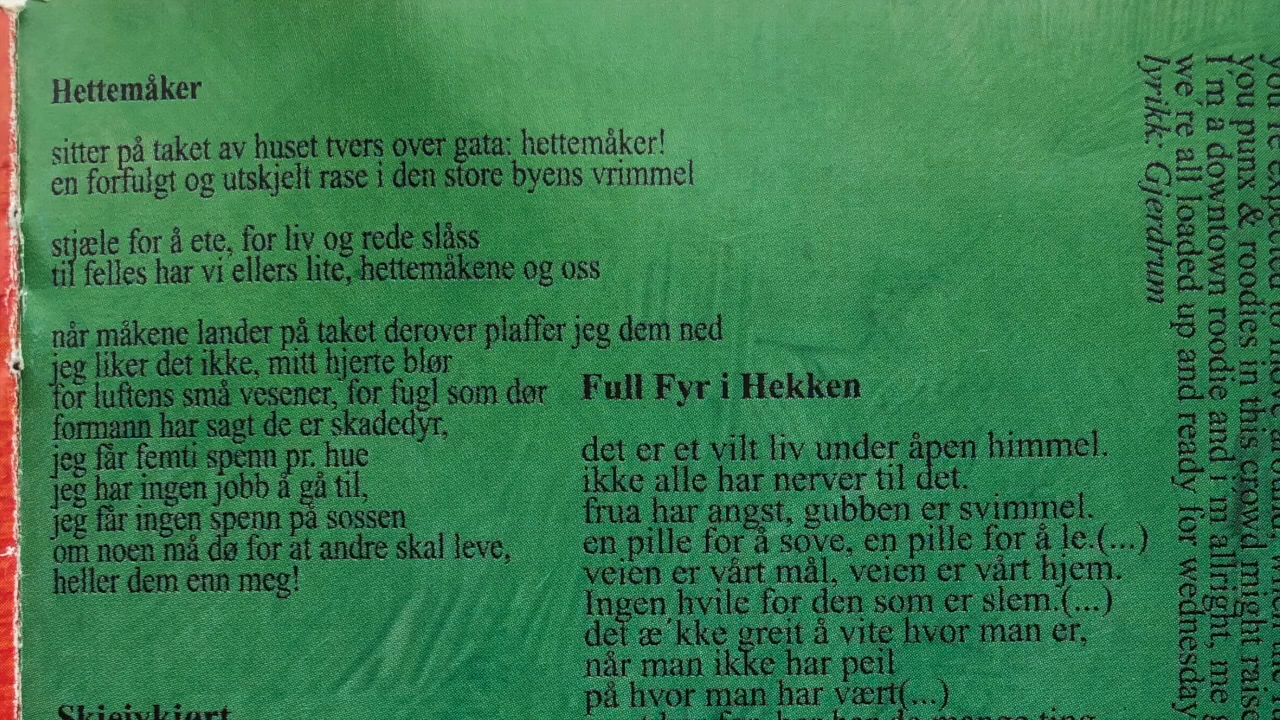 Hettemåker
sitter på taket av huset tvers over gata: hettemåker!
en forfulgt og utskjelt rase i den store byens vrimmel
stjæle for å ete, for liv og rede slåss
til felles har vi ellers lite, hettemåkene og oss
når måkene lander på taket derover plaffer jeg dem ned
jeg liker det ikke, mitt hjerte blør
for luftens små vesener, for fugl som dør
formann har sagt de er skadedyr,
jeg får femti spenn pr. hue
jeg har ingen jobb å gå til,
jeg får ingen spenn på sossen
om noen må dø for at andre skal leve,
heller dem enn meg!
Skieivkjørt
Full Fyr i Hekken
det er et vilt liv under åpen himmel.
ikke alle har nerver til det.
frua har angst, gubben er svimmel.
en pille for å sove, en pille for å le.(...)
veien er vårt mål, veien er vårt hjem.
Ingen hvile for den som er slem.(...)
det æ´kke greit å vite hvor man er,
når man ikke har peil
på hvor man har vært(...)
you punx & roodies in this crowd might raise
I´m a downtown roodie and i´m allright, me
we´re all loaded up and ready for wednesday
lyrikk: Gjerdrum